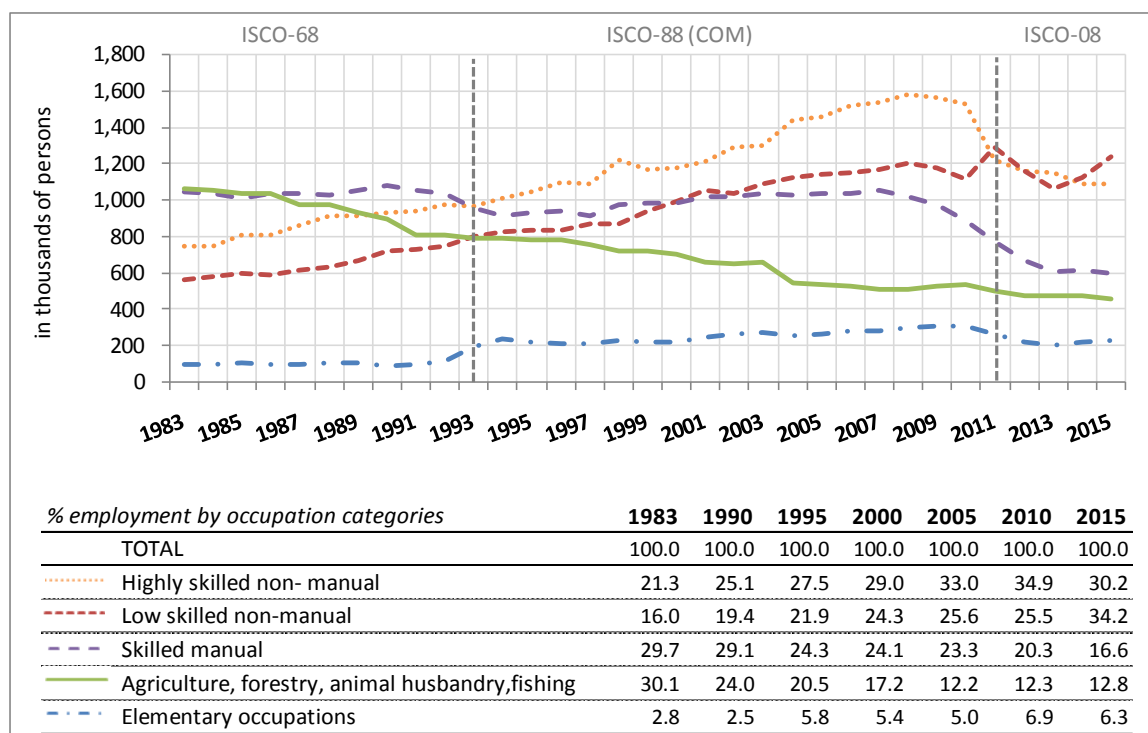 ISCO-68 ISCO-88 (COM) ISCO-08
1,800
1,600
1,400
1,200
1,000
800
600
400
200
0
in thousands of persons
1983 1985 1987 1989 1991 1993 1995 1997 1999 2001 2003 2005 2007 2009 2011 2013 2015
% employment by occupation categories 1983 1990 1995 2000 2005 2010 2015
TOTAL 100.0 100.0 100.0 100.0 100.0 100.0 100.0
Highly skilled non- manual 21.3 25.1 27.5 29.0 33.0 34.9 30.2
Low skilled non-manual 16.0 19.4 21.9 24.3 25.6 25.5 34.2
Skilled manual 29.7 29.1 24.3 24.1 23.3 20.3 16.6
Agriculture, forestry, animal husbandry,fishing 30.1 24.0 20.5 17.2 12.2 12.3 12.8
Elementary occupations 2.8 2.5 5.8 5.4 5.0 6.9 6.3